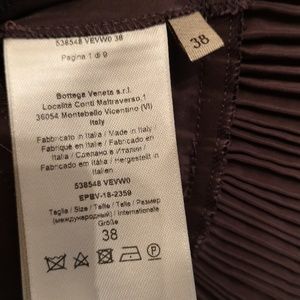 538548 VEVW0 38
Pagina 1 di 9
Bottega Veneta s.r.l.
Località Conti Maltraverso,1
36054 Montebello Vicentino (VI)
Italy
Fabbricato in Italia / Made in Italy /
Fabriqué en Italie / Fabricado en
Italia / Сделано в Италии /
Fabricado em Itália / Hergestellt in
Italien
538548 VEVW0
EPBV-18-2359
Taglia / Size / Taille / Talla / Размер
(международный) / Internationale
Größe
38
P
38